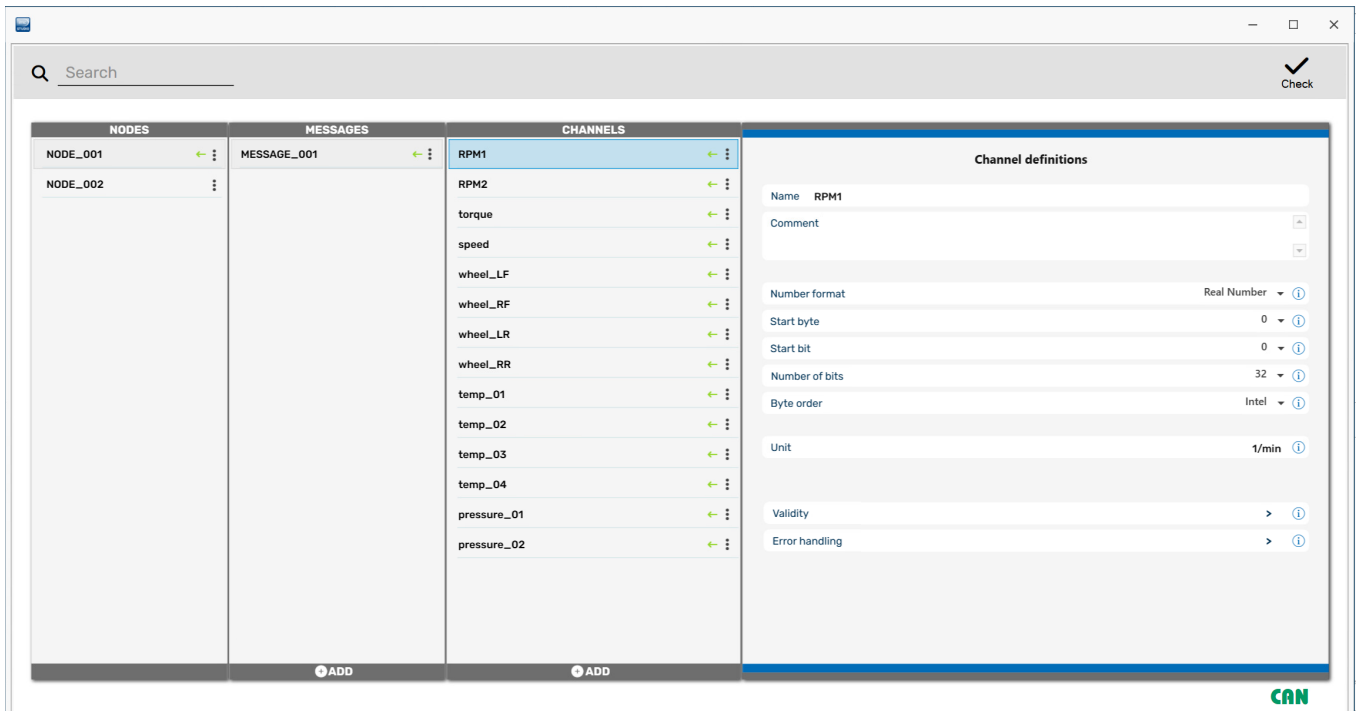 Search
Check
NODES
MESSAGES
CHANNELS
NODE_001
NODE_002
MESSAGE_001
RPM1
RPM2
torque
speed
wheel_LF
wheel_RF
wheel_LR
wheel_RR
temp_01
temp_02
temp_03
temp_04
pressure_01
pressure_02
ADD
ADD
Channel definitions
Name RPM1
Comment
Number format Real Number
Start byte 0
Start bit 0
Number of bits 32
Byte order Intel
Unit 1/min
Validity
Error handling
CAN